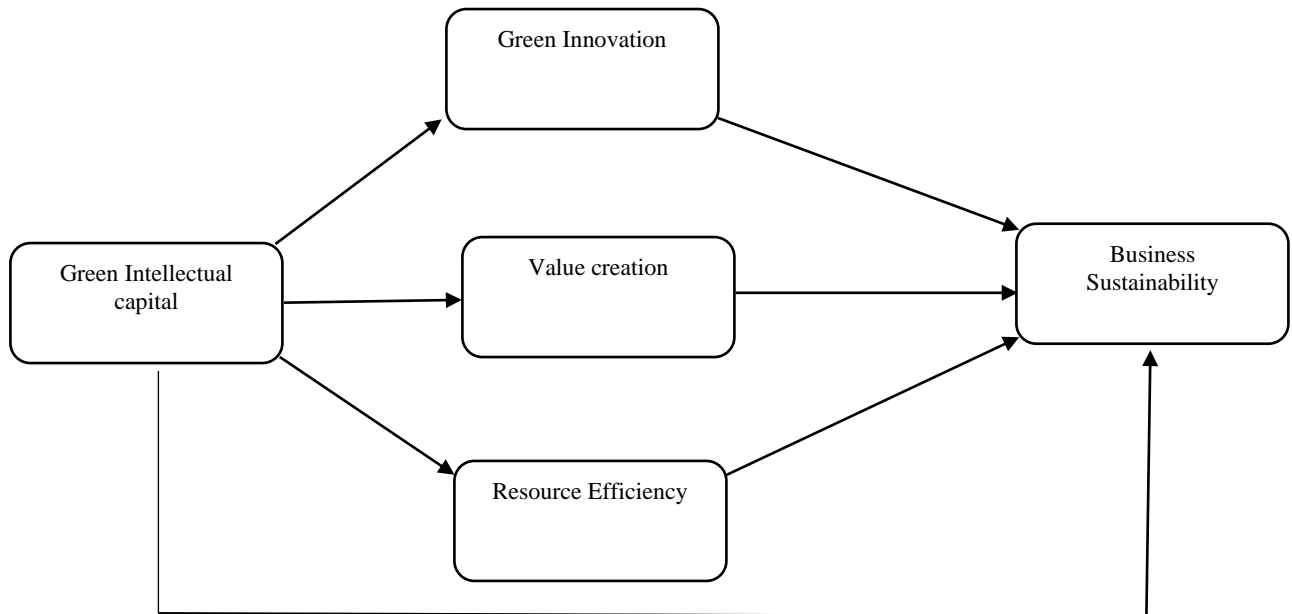 Green Innovation
Green Intellectual
capital
Value creation
Business
Sustainability
Resource Efficiency